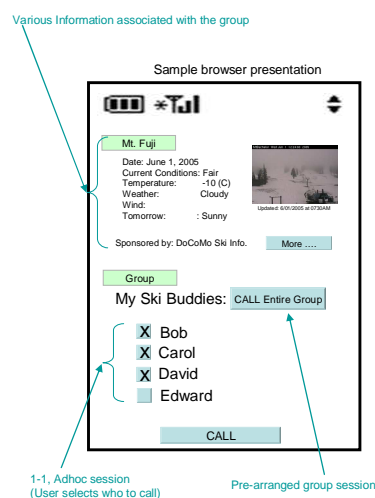 Various Information associated with the group
Sample browser presentation
Mt. Fuji
Date: June 1, 2005
Current Conditions: Fair
Temperature: -10 (C)
Weather: Cloudy
Wind:
Tomorrow: : Sunny
Updated: 6/01/2005 at 0730AM
Sponsored by: DoCoMo Ski Info.
More ....
Group
My Ski Buddies:
CALL Entire Group
X Bob
X Carol
X David
Edward
CALL
1-1, Adhoc session
(User selects who to call)
Pre-arranged group session